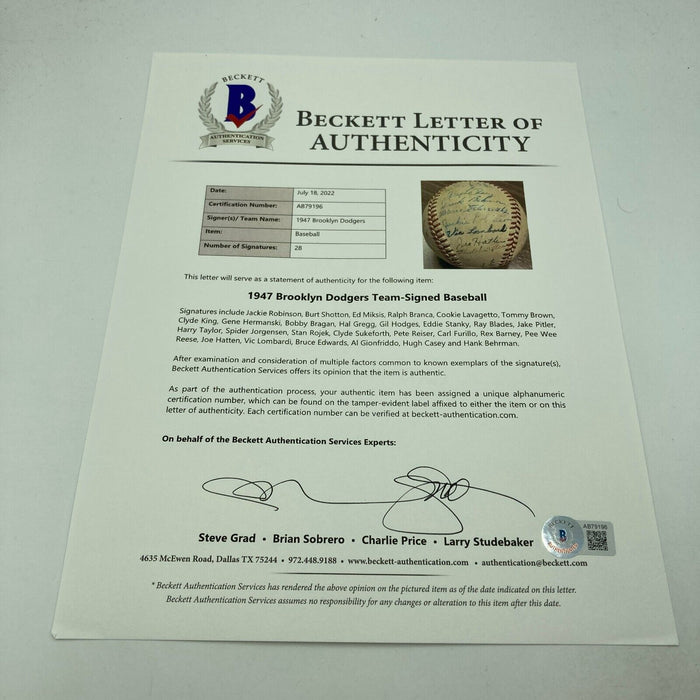 BECKETT
B
AUTHENTICATION
SERVICES
BECKETT LETTER OF
AUTHENTICITY
Date: July 18, 2022
Certification Number: AB79196
Signer(s)/ Team Name: 1947 Brooklyn Dodgers
Item: Baseball
Number of Signatures: 28
Vic Lombardi
Joe Hatten
This letter will serve as a statement of authenticity for the following item:
1947 Brooklyn Dodgers Team-Signed Baseball
Signatures include Jackie Robinson, Burt Shotton, Ed Miksis, Ralph Branca, Cookie Lavagetto, Tommy Brown,
Clyde King, Gene Hermanski, Bobby Bragan, Hal Gregg, Gil Hodges, Eddie Stanky, Ray Blades, Jake Pitler,
Harry Taylor, Spider Jorgensen, Stan Rojek, Clyde Sukeforth, Pete Reiser, Carl Furillo, Rex Barney, Pee Wee
Reese, Joe Hatten, Vic Lombardi, Bruce Edwards, Al Gionfriddo, Hugh Casey and Hank Behrman.
After examination and consideration of multiple factors common to known exemplars of the signature(s),
Beckett Authentication Services offers its opinion that the item is authentic.
As part of the authentication process, your authentic item has been assigned a unique alphanumeric
certification number, which can be found on the tamper-evident label affixed to either the item or on this
letter of authenticity. Each certification number can be verified at beckett-authentication.com.
On behalf of the Beckett Authentication Services Experts:
Steve Grad • Brian Sobrero • Charlie Price • Larry Studebaker
BECKETT
B
AB79196
4635 McEwen Road, Dallas TX 75244 • 972.448.9188 • www.beckett-authentication.com • authentication@beckett.com
* Beckett Authentication Services has rendered the above opinion on the pictured item as of the date indicated on this letter.
Beckett Authentication Services assumes no responsibility for any changes or alteration to this item after this date.